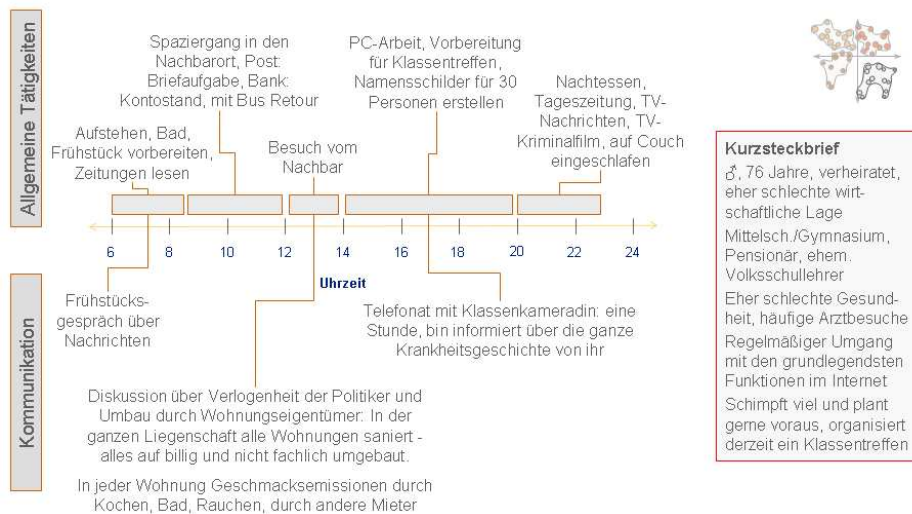 Allgemeine Tätigkeiten
Spaziergang in den
Nachbarort, Post:
Briefaufgabe, Bank:
Kontostand, mit Bus Retour
PC-Arbeit, Vorbereitung
für Klassentreffen,
Namensschilder für 30
Personen erstellen
Nachtessen,
Tageszeitung, TV-
Nachrichten, TV-
Kriminalfilm, auf Couch
eingeschlafen
Aufstehen, Bad,
Frühstück vorbereiten,
Zeitungen lesen
Besuch vom
Nachbar
6 8 10 12 14 16 18 20 22 24
Uhrzeit
Kommunikation
Frühstücks-
gespräch über
Nachrichten
Telefonat mit Klassenkameradin: eine
Stunde, bin informiert über die ganze
Krankheitsgeschichte von ihr
Diskussion über Verlogenheit der Politiker und
Umbau durch Wohnungseigentümer: In der
ganzen Liegenschaft alle Wohnungen saniert -
alles auf billig und nicht fachlich umgebaut.
In jeder Wohnung Geschmacksemissionen durch
Kochen, Bad, Rauchen, durch andere Mieter
Kurzsteckbrief
♂, 76 Jahre, verheiratet,
eher schlechte wirt-
schaftliche Lage
Mittelsch./Gymnasium,
Pensionär, ehem.
Volksschullehrer
Eher schlechte Gesund-
heit, häufige Arztbesuche
Regelmäßiger Umgang
mit den grundlegendsten
Funktionen im Internet
Schimpft viel und plant
gerne voraus, organisiert
derzeit ein Klassentreffen